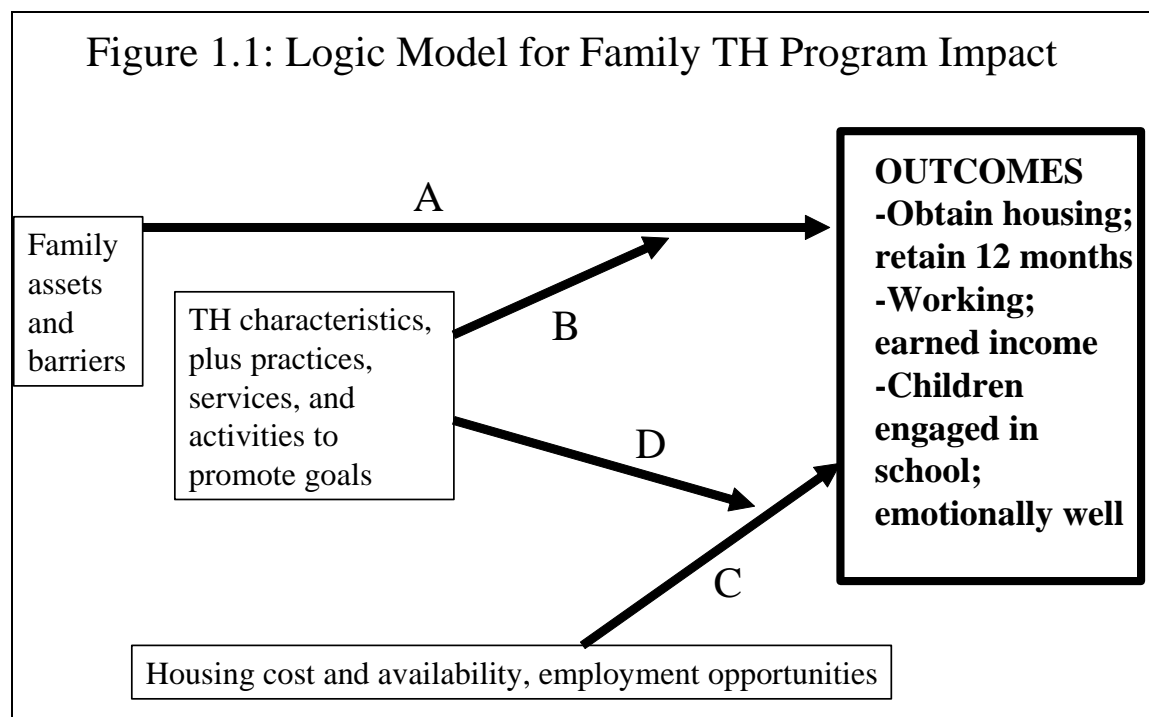 Figure 1.1: Logic Model for Family TH Program Impact
A
Family
assets
and
barriers
TH characteristics,
plus practices,
services, and
activities to
promote goals
B
D
C
OUTCOMES
-Obtain housing;
retain 12 months
-Working;
earned income
-Children
engaged in
school;
emotionally well
Housing cost and availability, employment opportunities